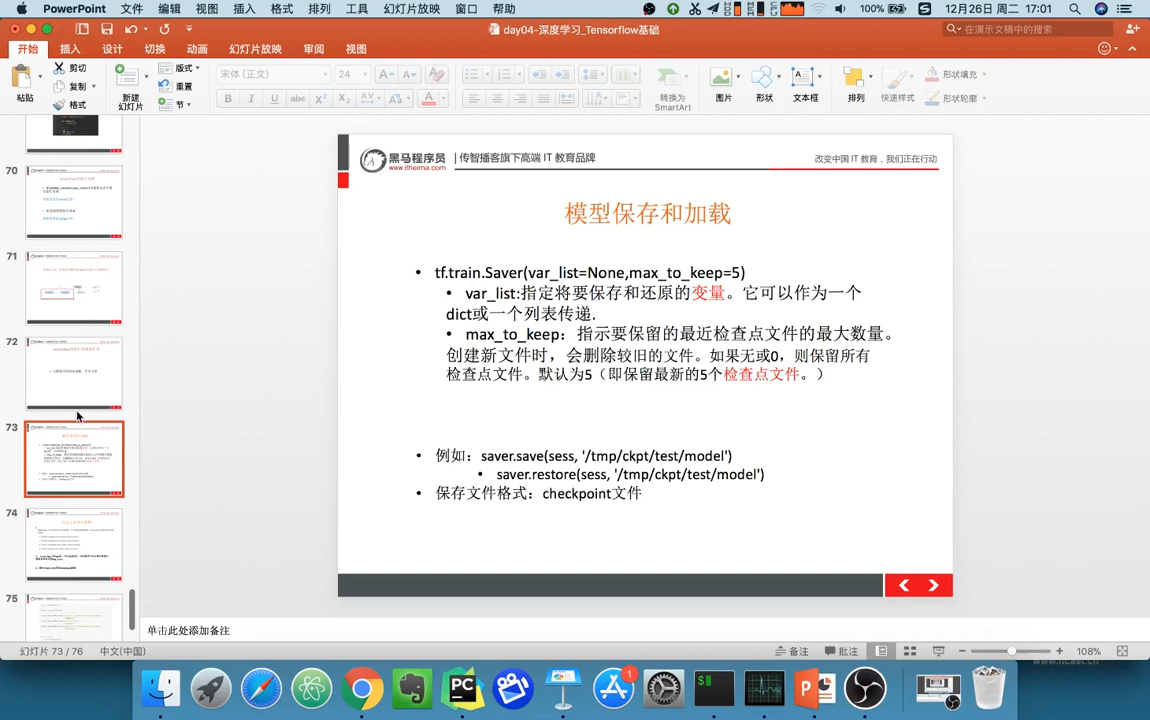 PowerPoint 文件 编辑 视图 插入 格式 排列 工具 幻灯片放映 窗口 帮助 100% 12月26日 周二 17:01
day04-深度学习_Tensorflow基础
在演示文稿中的搜索
开始 插入 设计 切换 动画 幻灯片放映 审阅 视图
粘贴 剪切 复制 格式 新建幻灯片 版式 重置 节
宋体 (正文) 24
转换为 SmartArt 图片 形状 文本框 排列 快速样式 形状填充 形状轮廓
70
71
72
73
74
75
黑马程序员 | 传智播客旗下高端 IT 教育品牌
www.itheima.com
改变中国 IT 教育，我们正在行动
模型保存和加载
• tf.train.Saver(var_list=None,max_to_keep=5)
• var_list:指定将要保存和还原的变量。它可以作为一个
dict或一个列表传递.
• max_to_keep：指示要保留的最近检查点文件的最大数量。
创建新文件时，会删除较旧的文件。如果无或0，则保留所有
检查点文件。默认为5（即保留最新的5个检查点文件。）
• 例如：saver.save(sess, '/tmp/ckpt/test/model')
• saver.restore(sess, '/tmp/ckpt/test/model')
• 保存文件格式：checkpoint文件
单击此处添加备注
幻灯片 73 / 76 中文(中国) 备注 批注 108%